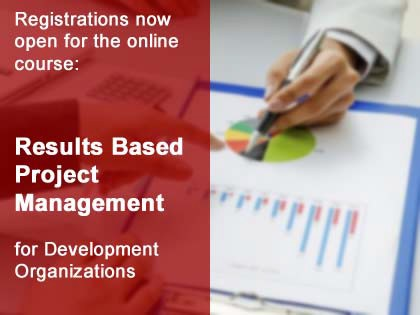 Registrations now
open for the online
course:
Results Based
Project
Management
for Development
Organizations